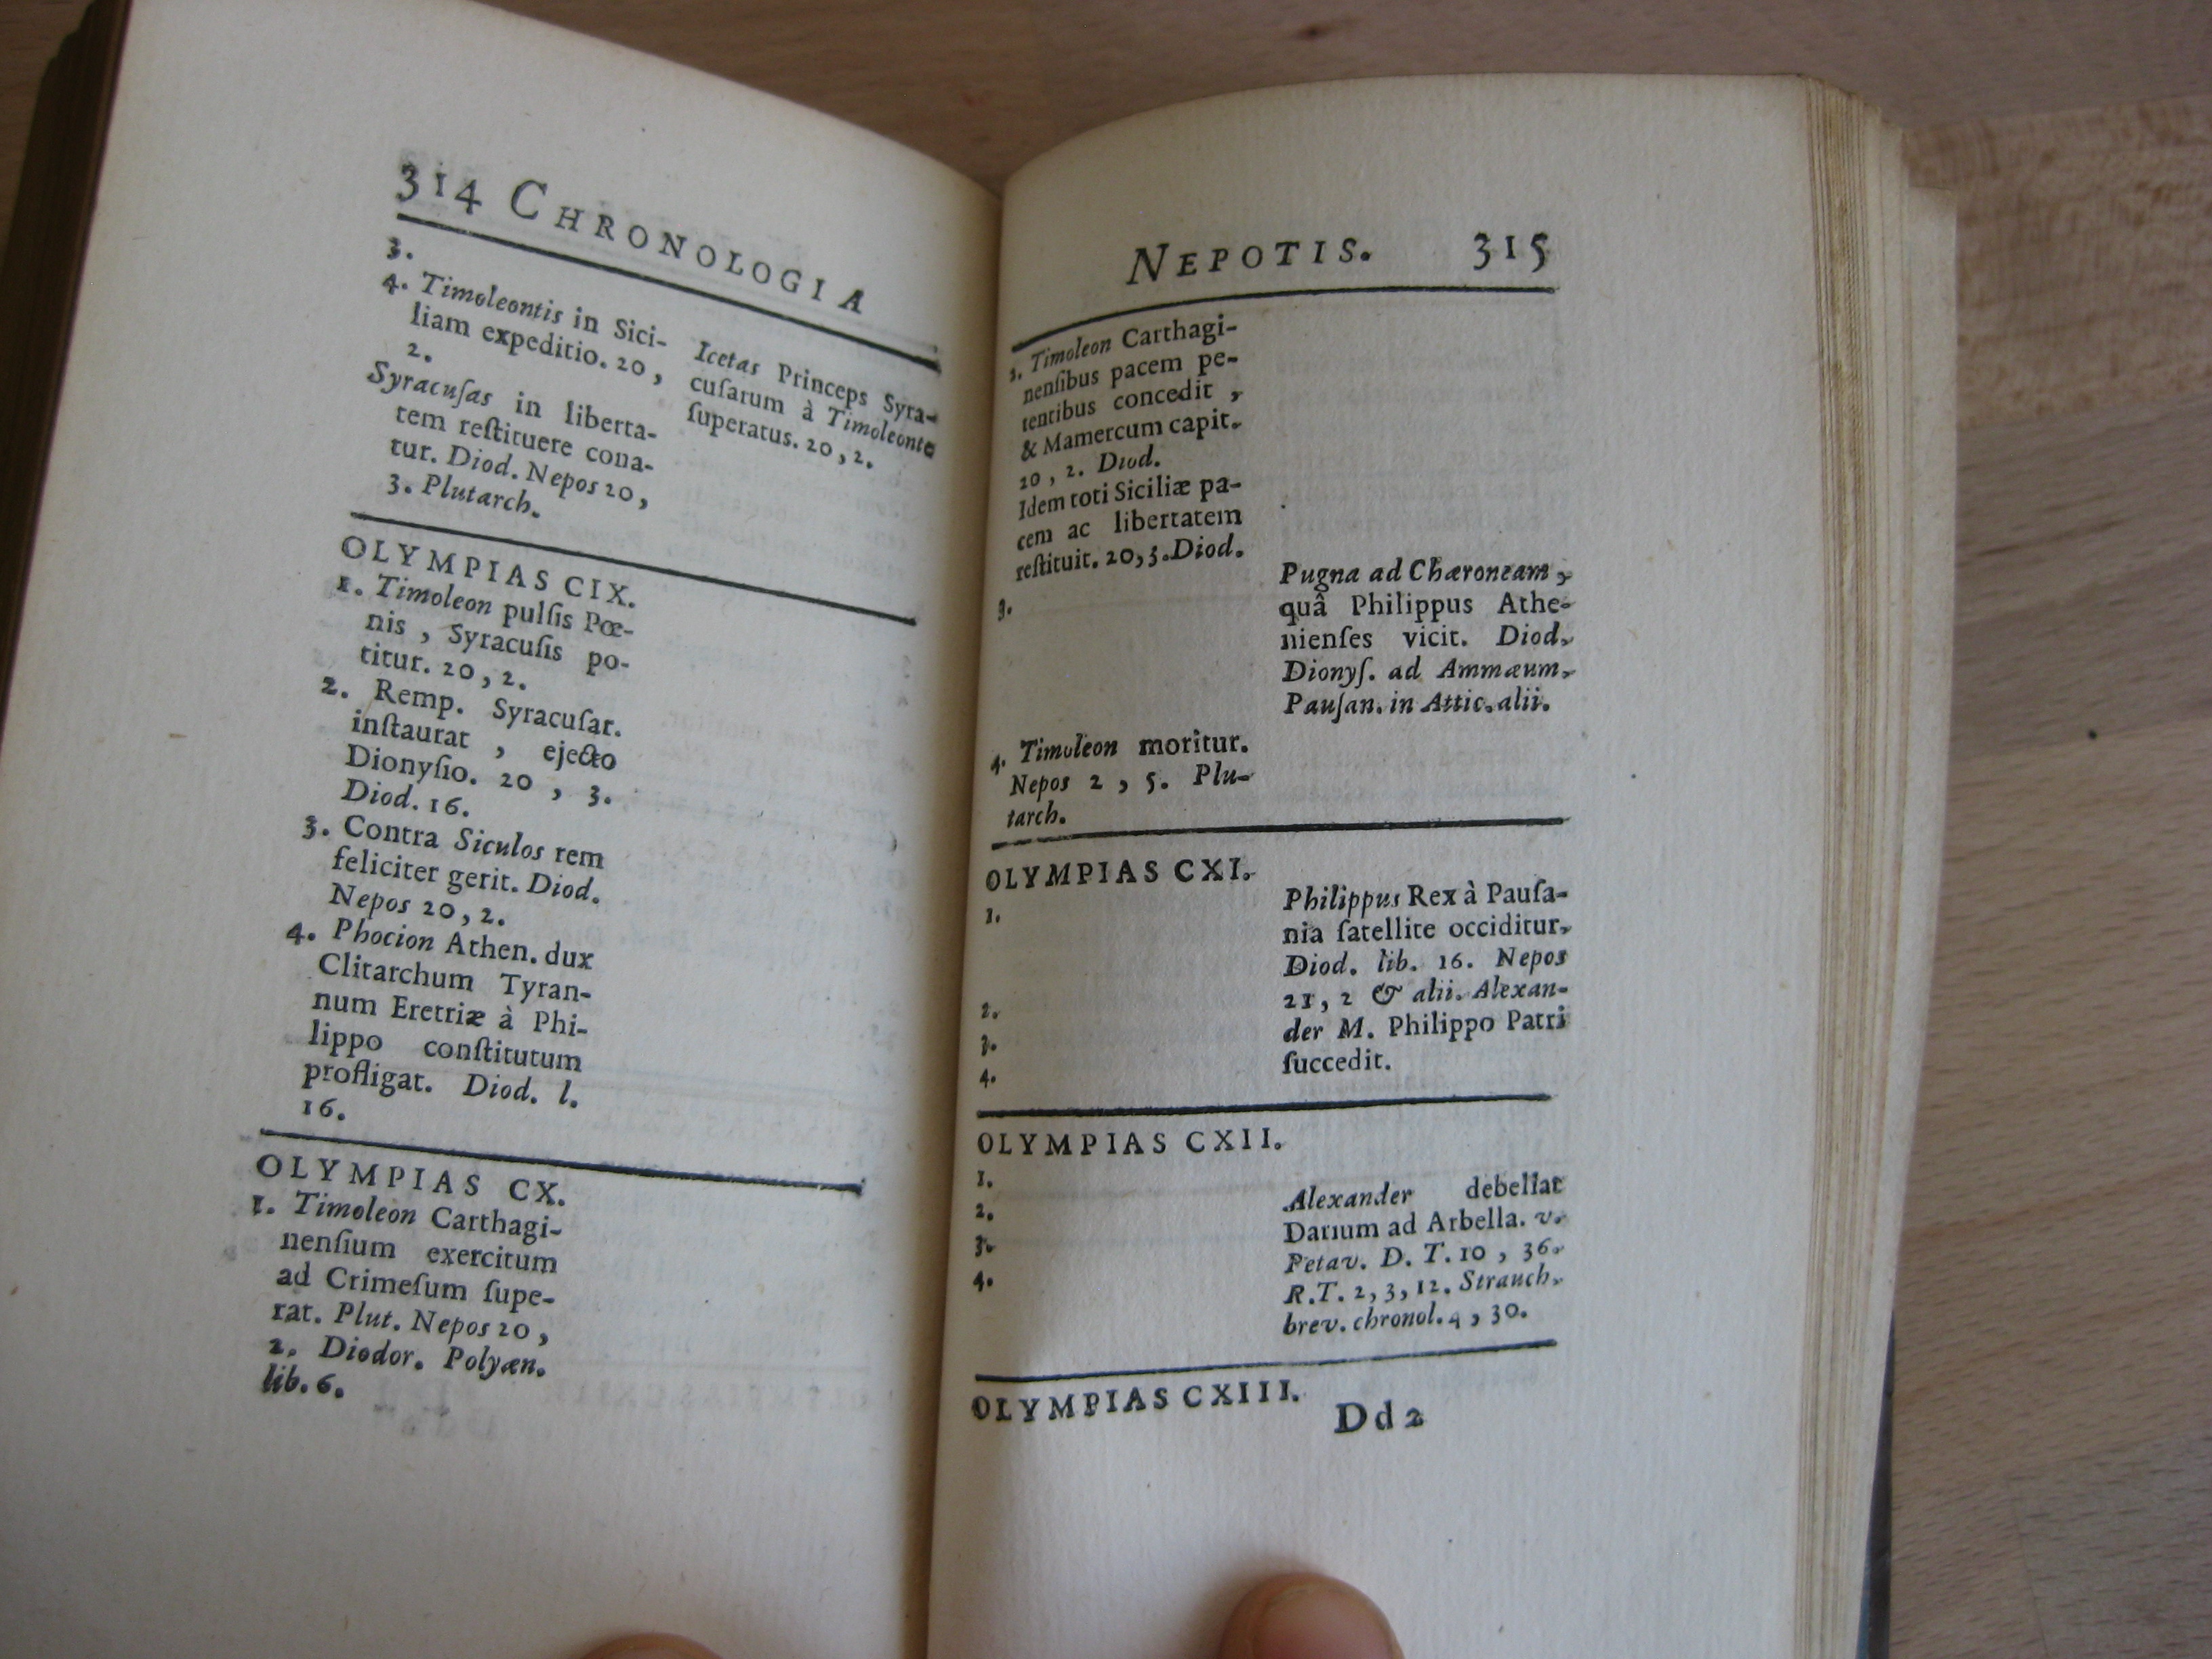 314 CHRONOLOGIA
3.
4. Timoleontis in Sici-
liam expeditio. 20,
2.
Syracuſas in liberta-
tem reſtituere cona-
tur. Diod. Nepos 20,
3. Plutarch.
Icetas Princeps Syra-
cuſarum à Timoleonte
ſuperatus. 20, 2.
OLYMPIAS CIX.
1. Timoleon pulſis Pœ-
nis, Syracuſis po-
titur. 20, 2.
2. Remp. Syracuſar.
inſtaurat, ejecto
Dionyſio. 20, 3.
Diod. 16.
3. Contra Siculos rem
feliciter gerit. Diod.
Nepos 20, 2.
4. Phocion Athen. dux
Clitarchum Tyran-
num Eretriæ à Phi-
lippo conſtitutum
profligat. Diod. l.
16.
OLYMPIAS CX.
1. Timoleon Carthagi-
nenſium exercitum
ad Crimeſum ſupe-
rat. Plut. Nepos 20,
2. Diodor. Polyæn.
lib. 6.
NEPOTIS. 315
2. Timoleon Carthagi-
nenſibus pacem pe-
tentibus concedit,
& Mamercum capit.
20, 2. Diod.
Idem toti Siciliæ pa-
cem ac libertatem
reſtituit. 20, 3. Diod.
3.
Pugna ad Chæroneam,
quâ Philippus Athe-
nienſes vicit. Diod.
Dionyſ. ad Ammæum.
Pauſan. in Attic. alii.
4. Timoleon moritur.
Nepos 2, 5. Plu-
tarch.
OLYMPIAS CXI.
1.
2.
3.
4.
Philippus Rex à Pauſa-
nia ſatellite occiditur.
Diod. lib. 16. Nepos
21, 2 & alii. Alexan-
der M. Philippo Patri
ſuccedit.
OLYMPIAS CXII.
1.
2.
3.
4.
Alexander debellat
Darium ad Arbella. v.
Petav. D. T. 10, 36.
R.T. 2, 3, 12. Strauch.
brev. chronol. 4, 30.
OLYMPIAS CXIII.
Dd2